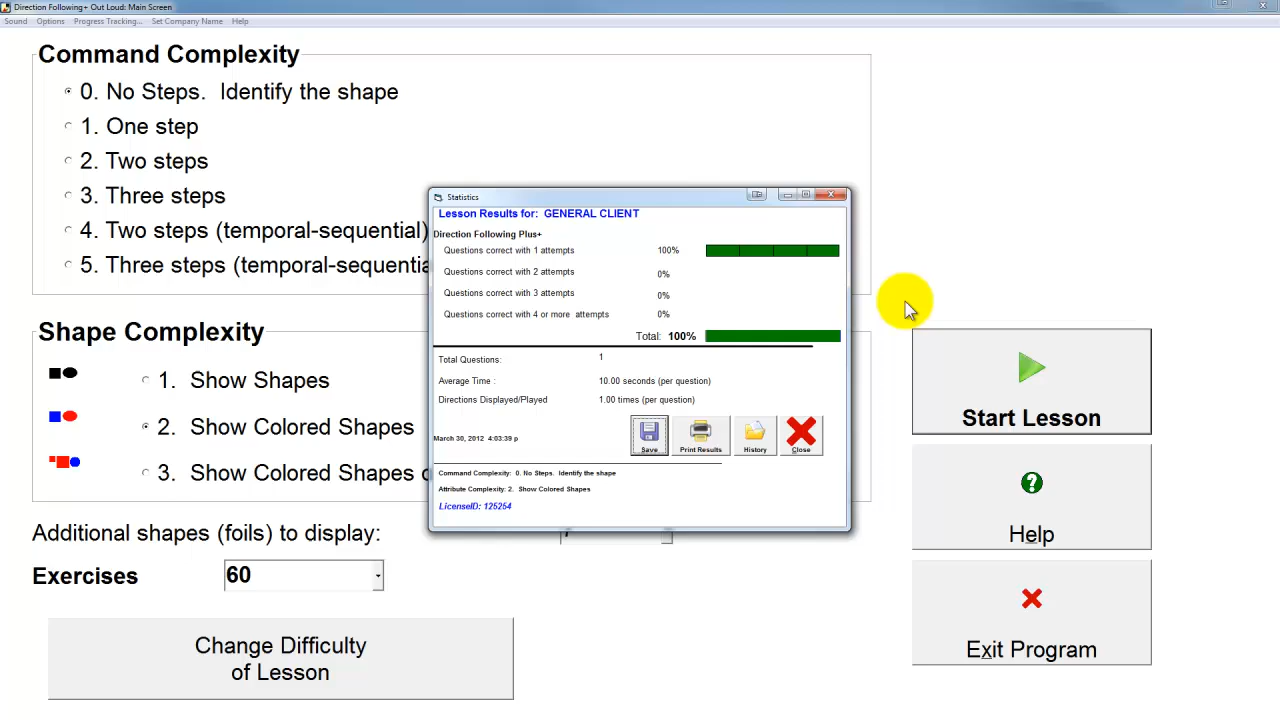 Direction Following+ Out Loud: Main Screen
Sound Options Progress Tracking... Set Company Name Help
Command Complexity
0. No Steps. Identify the shape
1. One step
2. Two steps
3. Three steps
4. Two steps (temporal-sequential)
5. Three steps (temporal-sequentia
Shape Complexity
1. Show Shapes
2. Show Colored Shapes
3. Show Colored Shapes
Additional shapes (foils) to display:
Exercises 60
Change Difficulty
of Lesson
Statistics
Lesson Results for: GENERAL CLIENT
Direction Following Plus+
Questions correct with 1 attempts 100%
Questions correct with 2 attempts 0%
Questions correct with 3 attempts 0%
Questions correct with 4 or more attempts 0%
Total: 100%
Total Questions: 1
Average Time : 10.00 seconds (per question)
Directions Displayed/Played 1.00 times (per question)
March 30, 2012 4:03:39 p
Save Print Results History Close
Command Complexity: 0. No Steps. Identify the shape
Attribute Complexity: 2. Show Colored Shapes
LicenseID: 125254
Start Lesson
Help
Exit Program